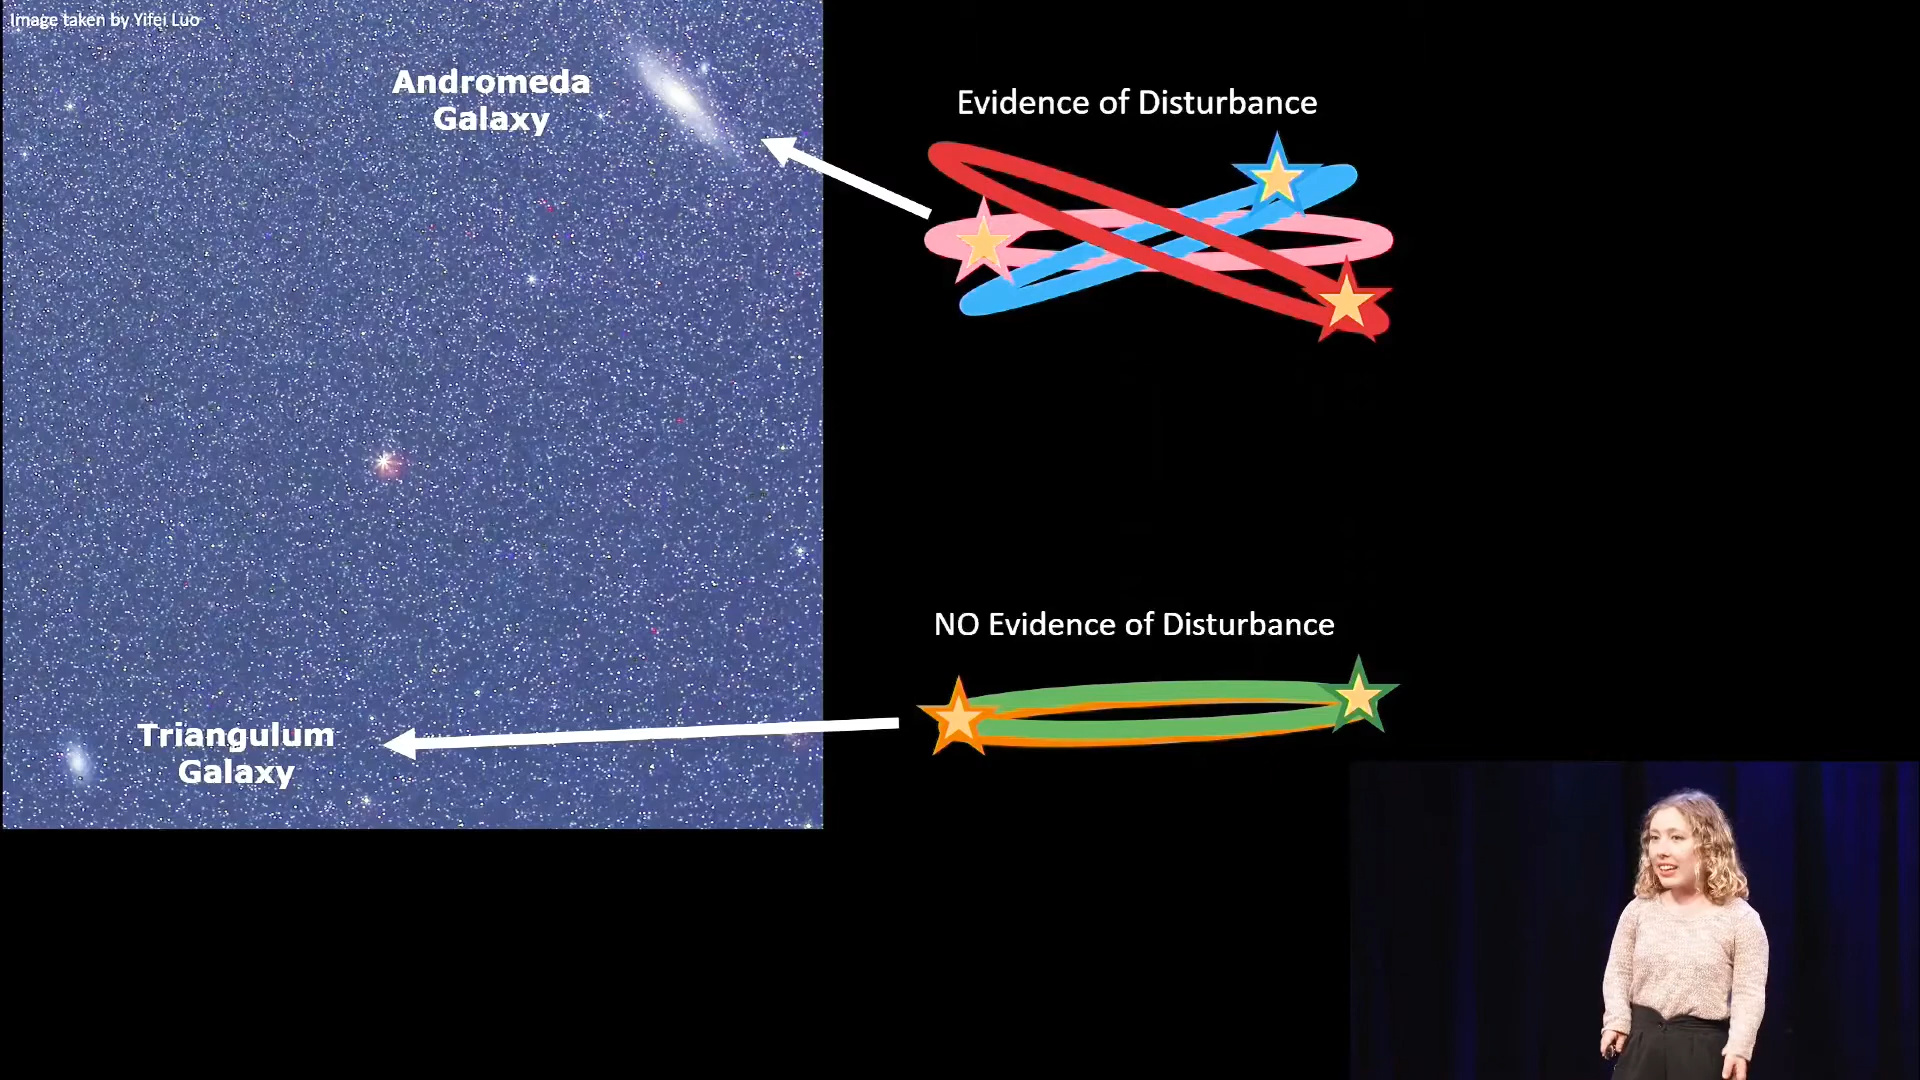 Image taken by Yifei Luo
Andromeda
Galaxy
Evidence of Disturbance
NO Evidence of Disturbance
Triangulum
Galaxy